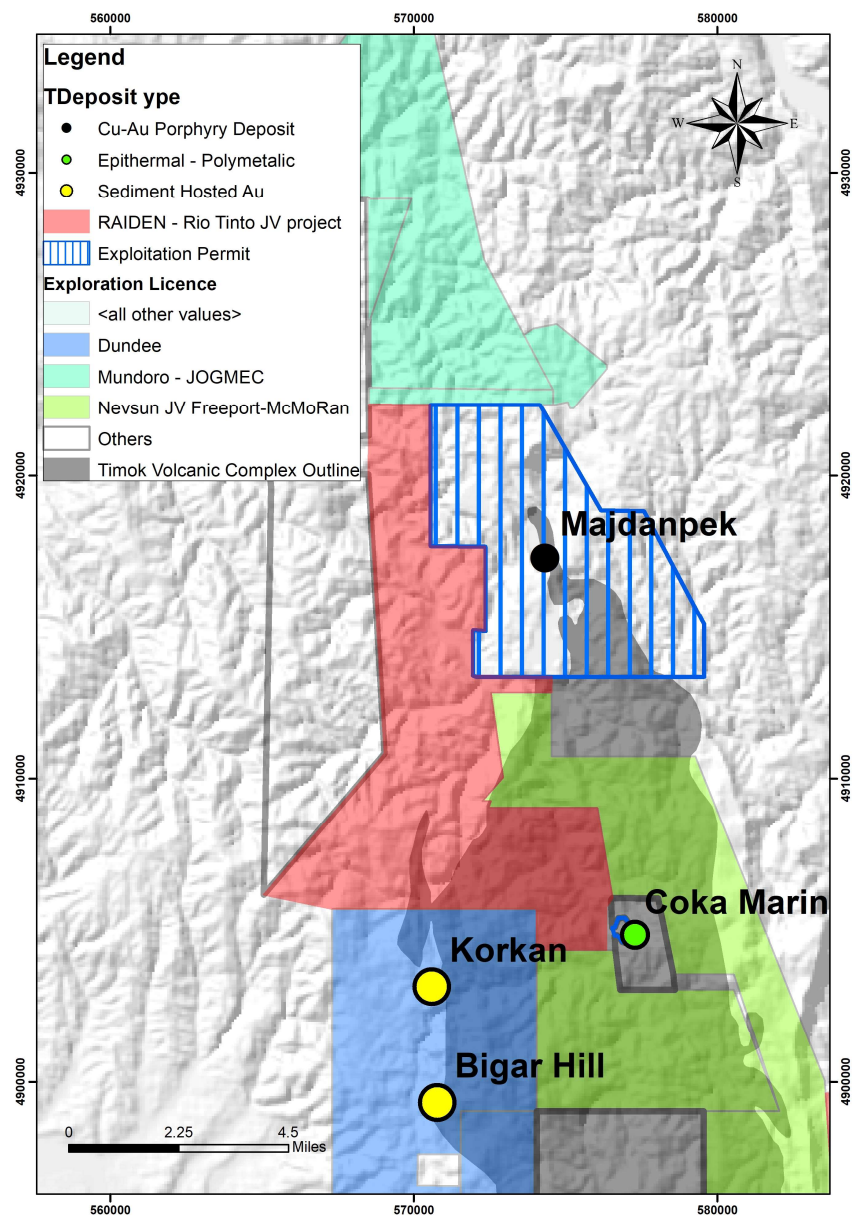 560000 570000 580000
Legend
TDeposit ype
Cu-Au Porphyry Deposit
Epithermal - Polymetalic
Sediment Hosted Au
RAIDEN - Rio Tinto JV project
Exploitation Permit
Exploration Licence
<all other values>
Dundee
Mundoro - JOGMEC
Nevsun JV Freeport-McMoRan
Others
Timok Volcanic Complex Outline
N
W E
S
4930000 4930000
4920000 4920000
Majdanpek
4910000 4910000
Coka Marin
Korkan
Bigar Hill
4900000 4900000
0 2.25 4.5
Miles
560000 570000 580000